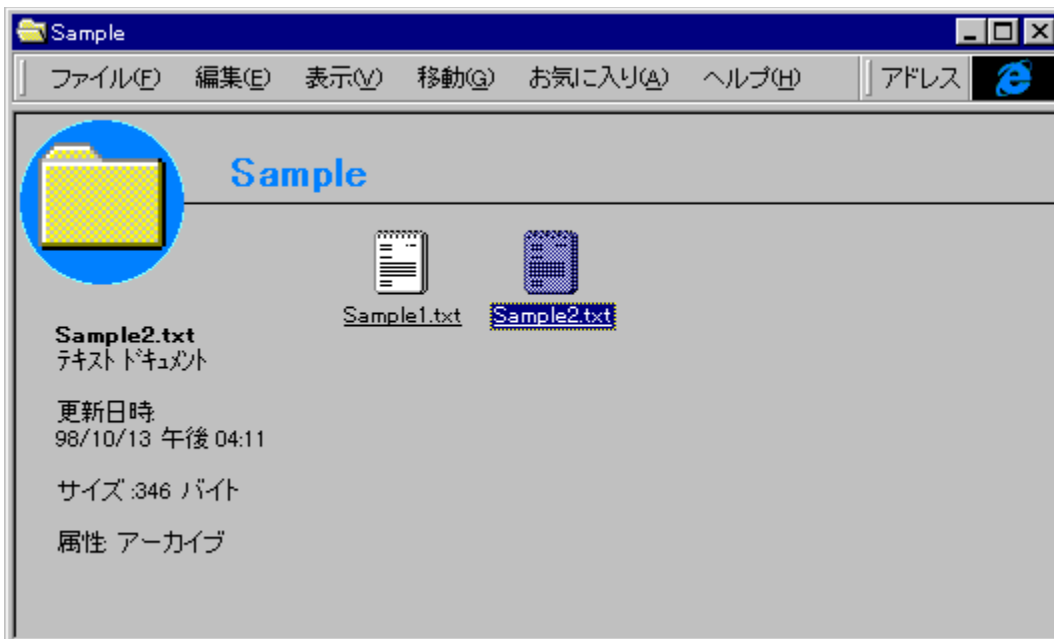 Sample
ファイル(F) 編集(E) 表示(V) 移動(G) お気に入り(A) ヘルプ(H) アドレス
Sample
Sample1.txt Sample2.txt
Sample2.txt
ﾃｷｽﾄ ﾄﾞｷｭﾒﾝﾄ
更新日時:
98/10/13 午後 04:11
サイズ :346 バイト
属性: アーカイブ